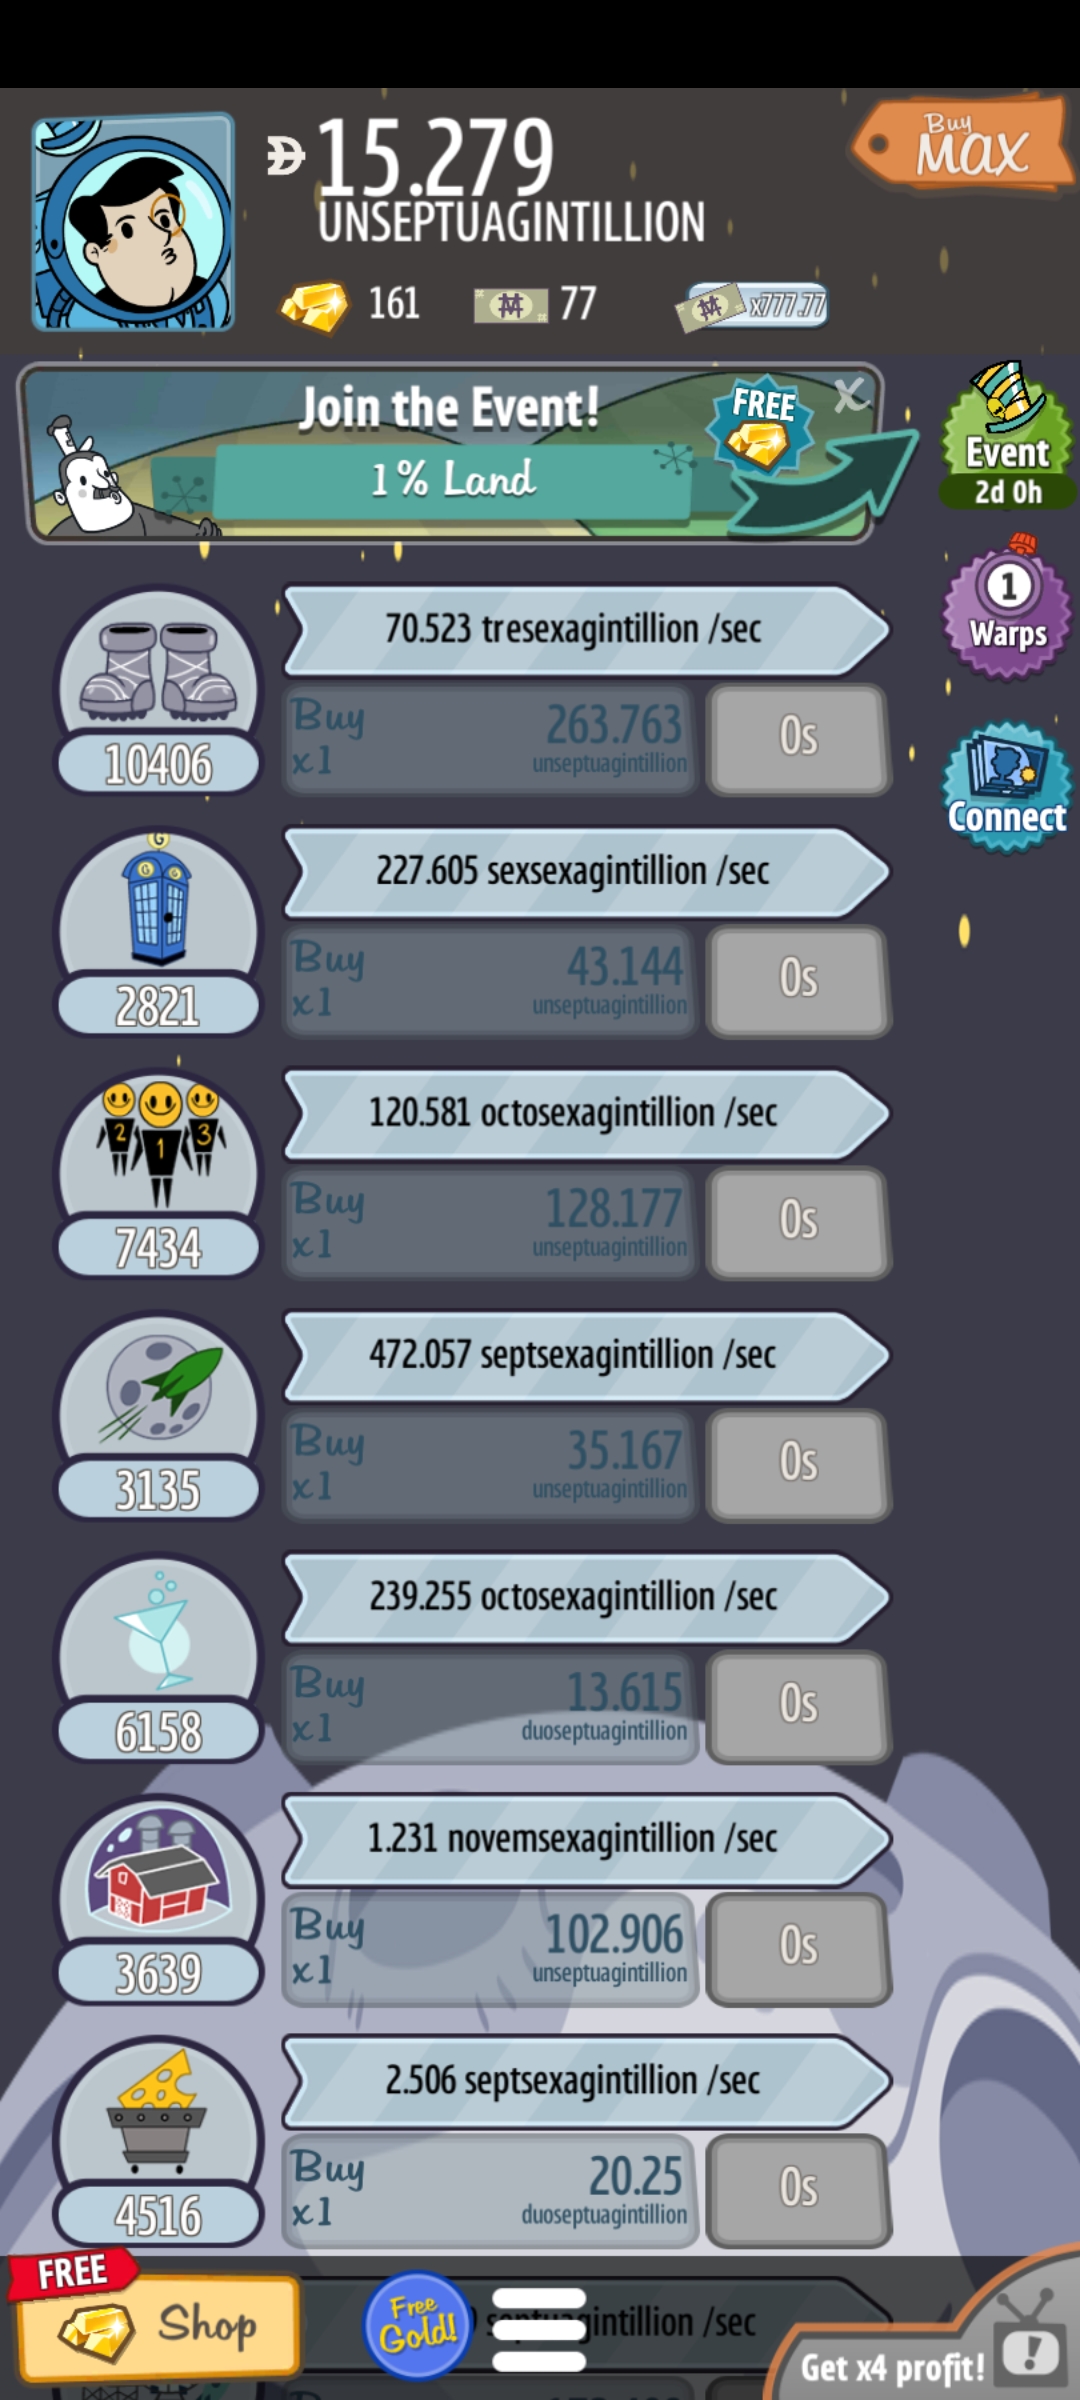 15.279
UNSEPTUAGINTILLION
Buy
MAX
161
77
x777.77
Join the Event!
1% Land
FREE
X
Event
2d 0h
1
Warps
Connect
70.523 tresexagintillion /sec
Buy
x1
263.763
unseptuagintillion
0s
10406
G
G G
227.605 sexsexagintillion /sec
Buy
x1
43.144
unseptuagintillion
0s
2821
2 1 3
120.581 octosexagintillion /sec
Buy
x1
128.177
unseptuagintillion
0s
7434
472.057 septsexagintillion /sec
Buy
x1
35.167
unseptuagintillion
0s
3135
239.255 octosexagintillion /sec
Buy
x1
13.615
duoseptuagintillion
0s
6158
1.231 novemsexagintillion /sec
Buy
x1
102.906
unseptuagintillion
0s
3639
2.506 septsexagintillion /sec
Buy
x1
20.25
duoseptuagintillion
0s
4516
FREE
Shop
Free
Gold!
/sec
Get x4 profit!
!